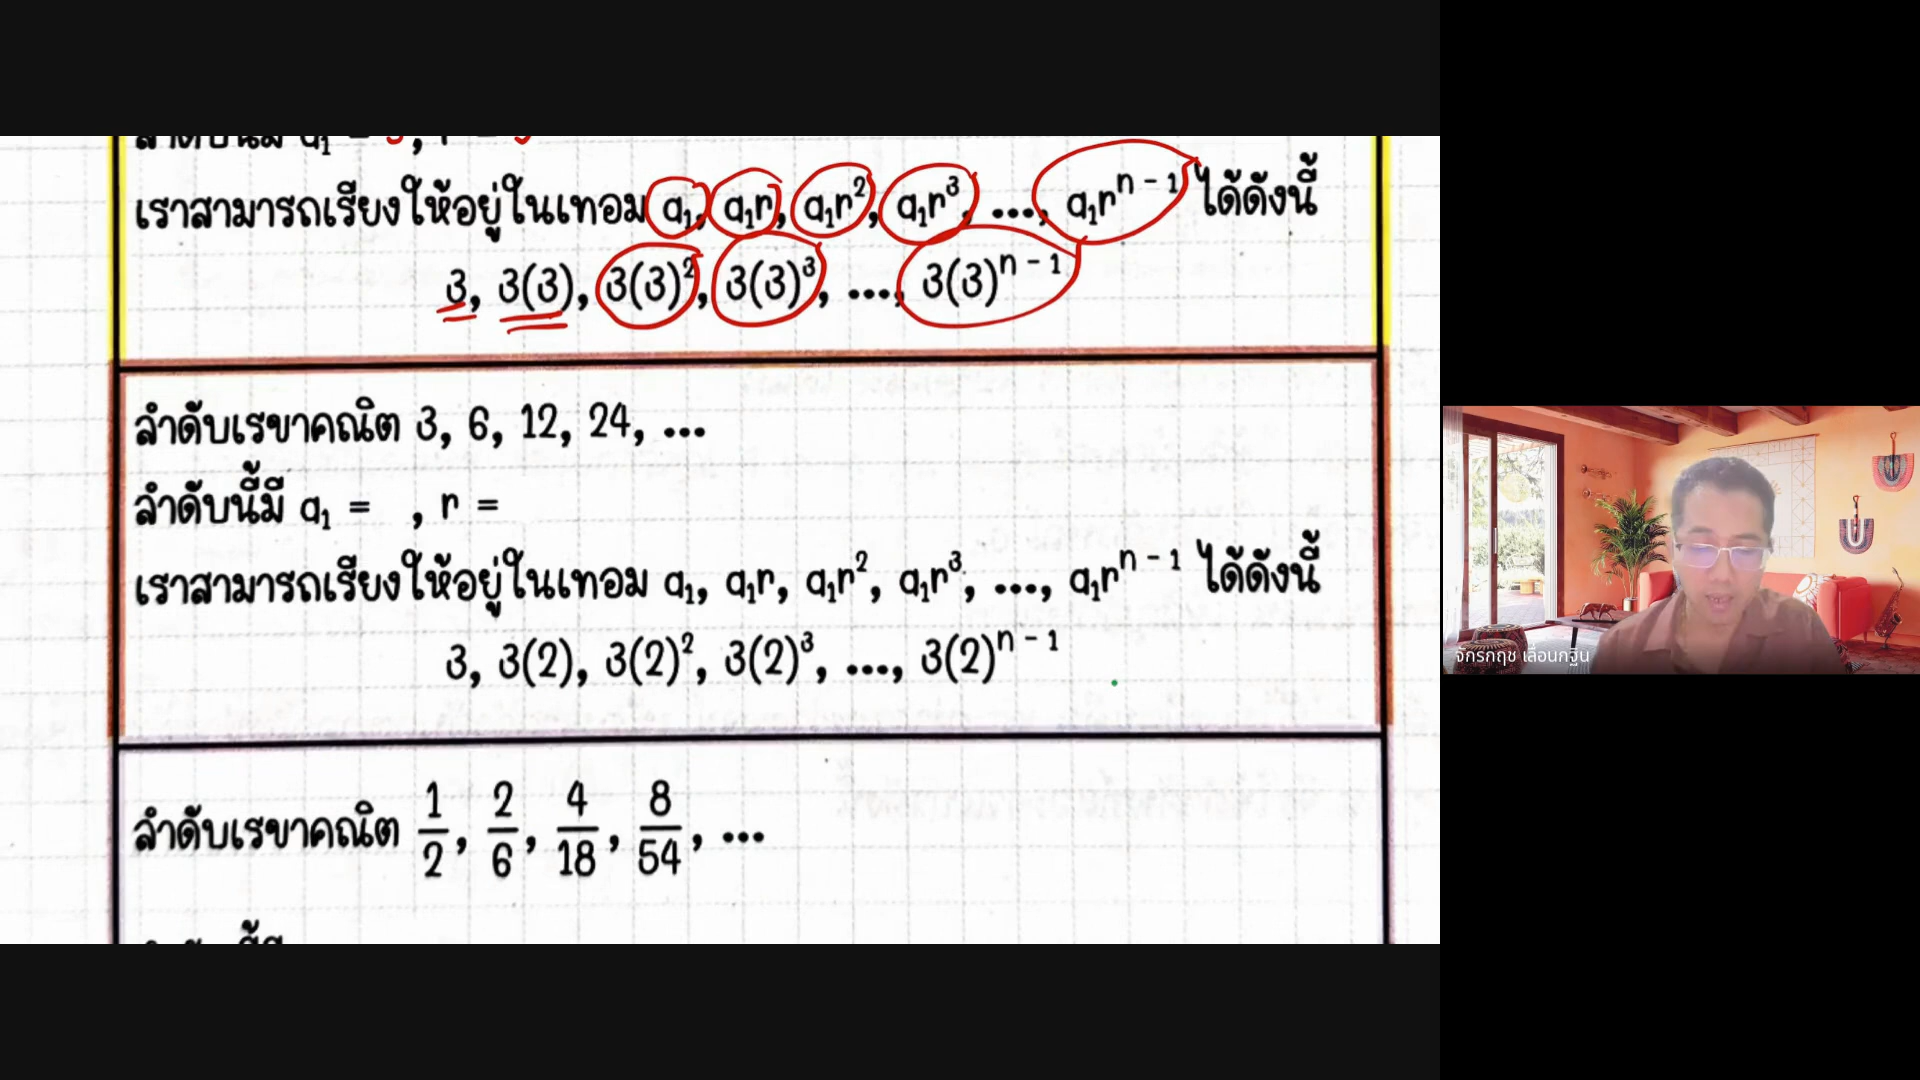 เราสามารถเรียงให้อยู่ในเทอม a₁, a₁r, a₁r², a₁r³, ..., a₁rⁿ⁻¹ ได้ดังนี้
3, 3(3), 3(3)², 3(3)³, ..., 3(3)ⁿ⁻¹
ลำดับเรขาคณิต 3, 6, 12, 24, ...
ลำดับนี้มี a₁ = , r =
เราสามารถเรียงให้อยู่ในเทอม a₁, a₁r, a₁r², a₁r³, ..., a₁rⁿ⁻¹ ได้ดังนี้
3, 3(2), 3(2)², 3(2)³, ..., 3(2)ⁿ⁻¹
ลำดับเรขาคณิต 1/2, 2/6, 4/18, 8/54, ...
จักรกฤช เลื่อนกฐิน